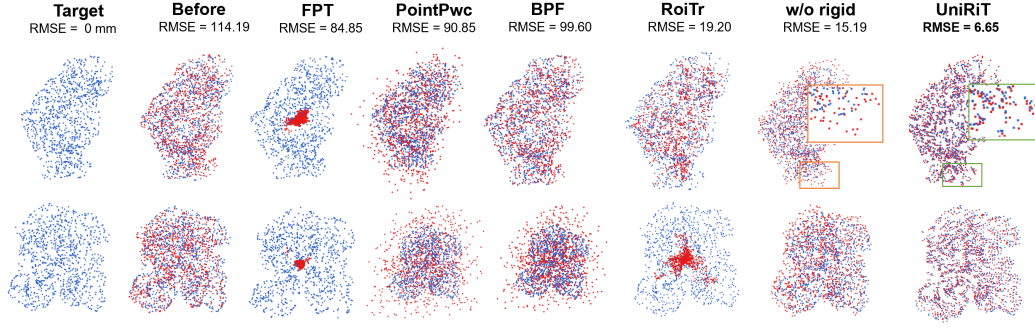 Target Before FPT PointPwc BPF RoiTr w/o rigid UniRiT
RMSE = 0 mm RMSE = 114.19 RMSE = 84.85 RMSE = 90.85 RMSE = 99.60 RMSE = 19.20 RMSE = 15.19 RMSE = 6.65